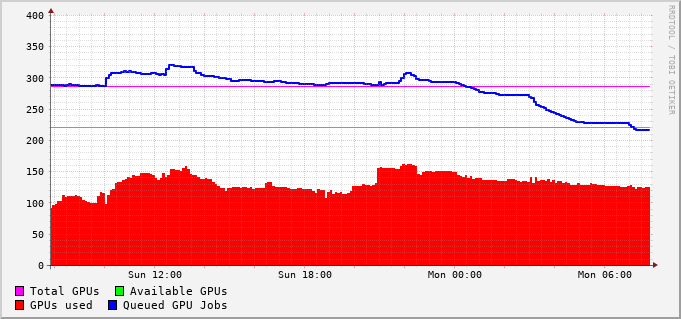 400
350
300
250
200
150
100
50
0
Sun 12:00 Sun 18:00 Mon 00:00 Mon 06:00
Total GPUs Available GPUs
GPUs used Queued GPU Jobs
RRDTOOL / TOBI OETIKER